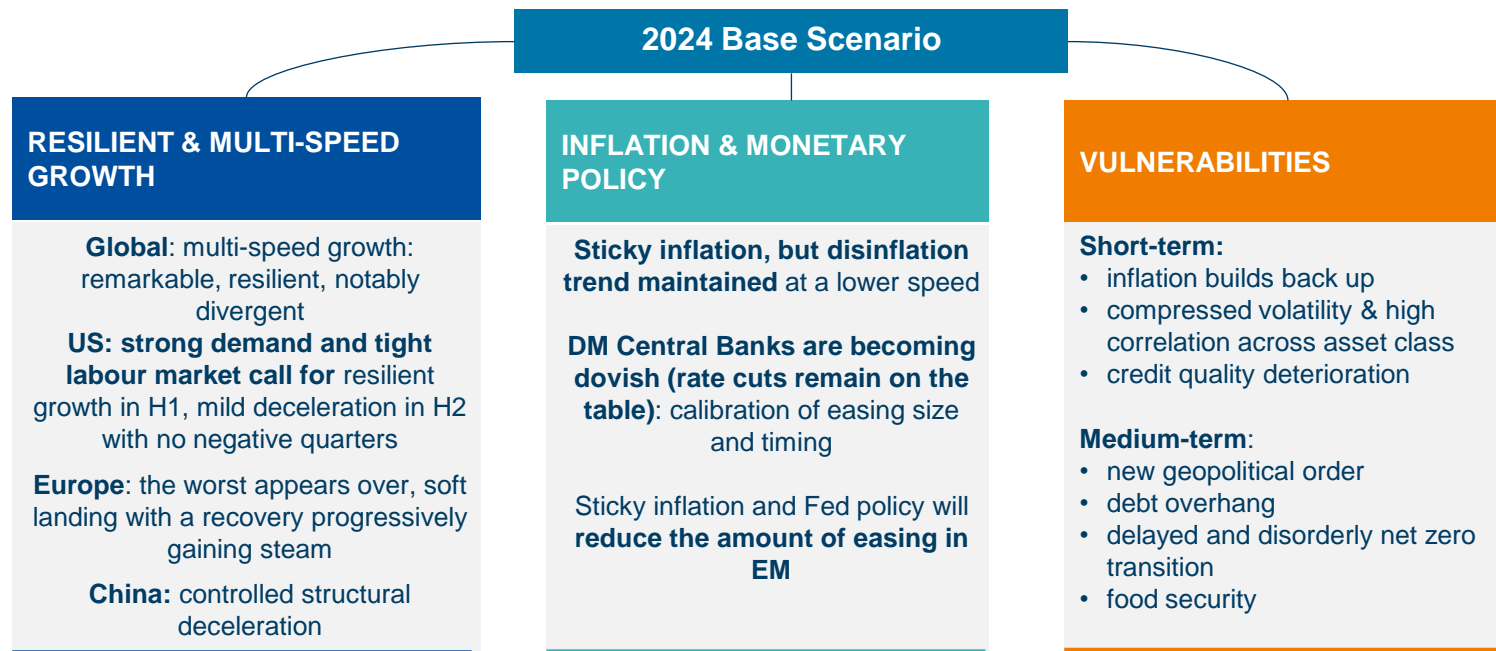 2024 Base Scenario
RESILIENT & MULTI-SPEED
GROWTH
Global: multi-speed growth:
remarkable, resilient, notably
divergent
US: strong demand and tight
labour market call for resilient
growth in H1, mild deceleration in H2
with no negative quarters
Europe: the worst appears over, soft
landing with a recovery progressively
gaining steam
China: controlled structural
deceleration
INFLATION & MONETARY
POLICY
Sticky inflation, but disinflation
trend maintained at a lower speed
DM Central Banks are becoming
dovish (rate cuts remain on the
table): calibration of easing size
and timing
Sticky inflation and Fed policy will
reduce the amount of easing in
EM
VULNERABILITIES
Short-term:
• inflation builds back up
• compressed volatility & high
correlation across asset class
• credit quality deterioration
Medium-term:
• new geopolitical order
• debt overhang
• delayed and disorderly net zero
transition
• food security